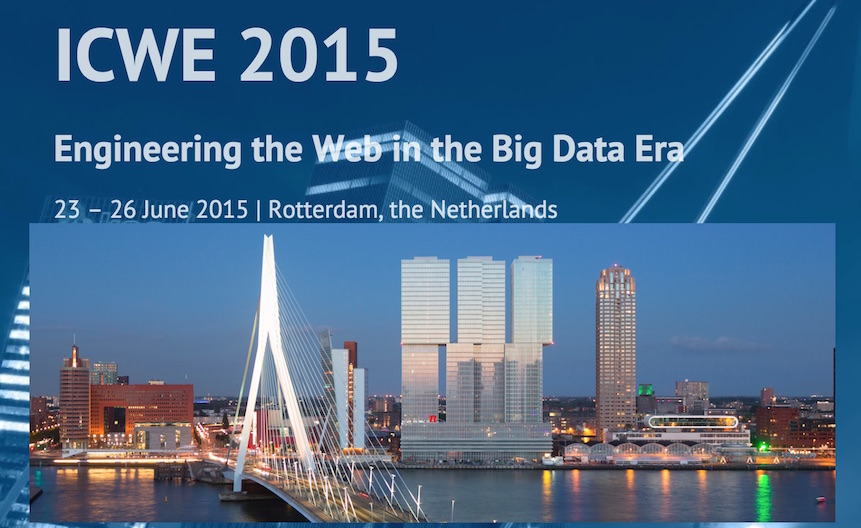 ICWE 2015
Engineering the Web in the Big Data Era
23 – 26 June 2015 | Rotterdam, the Netherlands